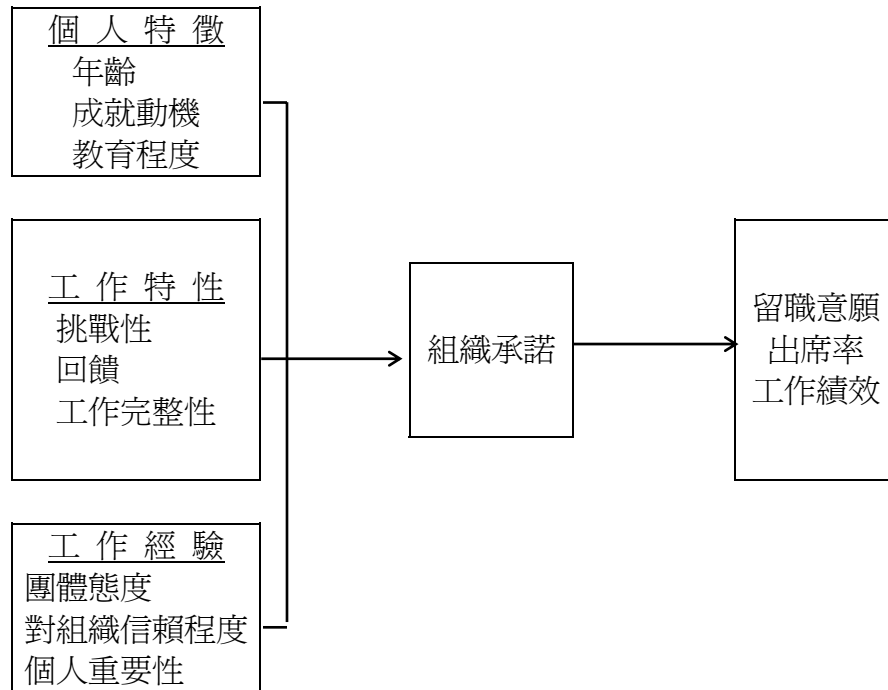 個人特徵
年齡
成就動機
教育程度
工作特性
挑戰性
回饋
工作完整性
工作經驗
團體態度
對組織信賴程度
個人重要性
組織承諾
留職意願
出席率
工作績效